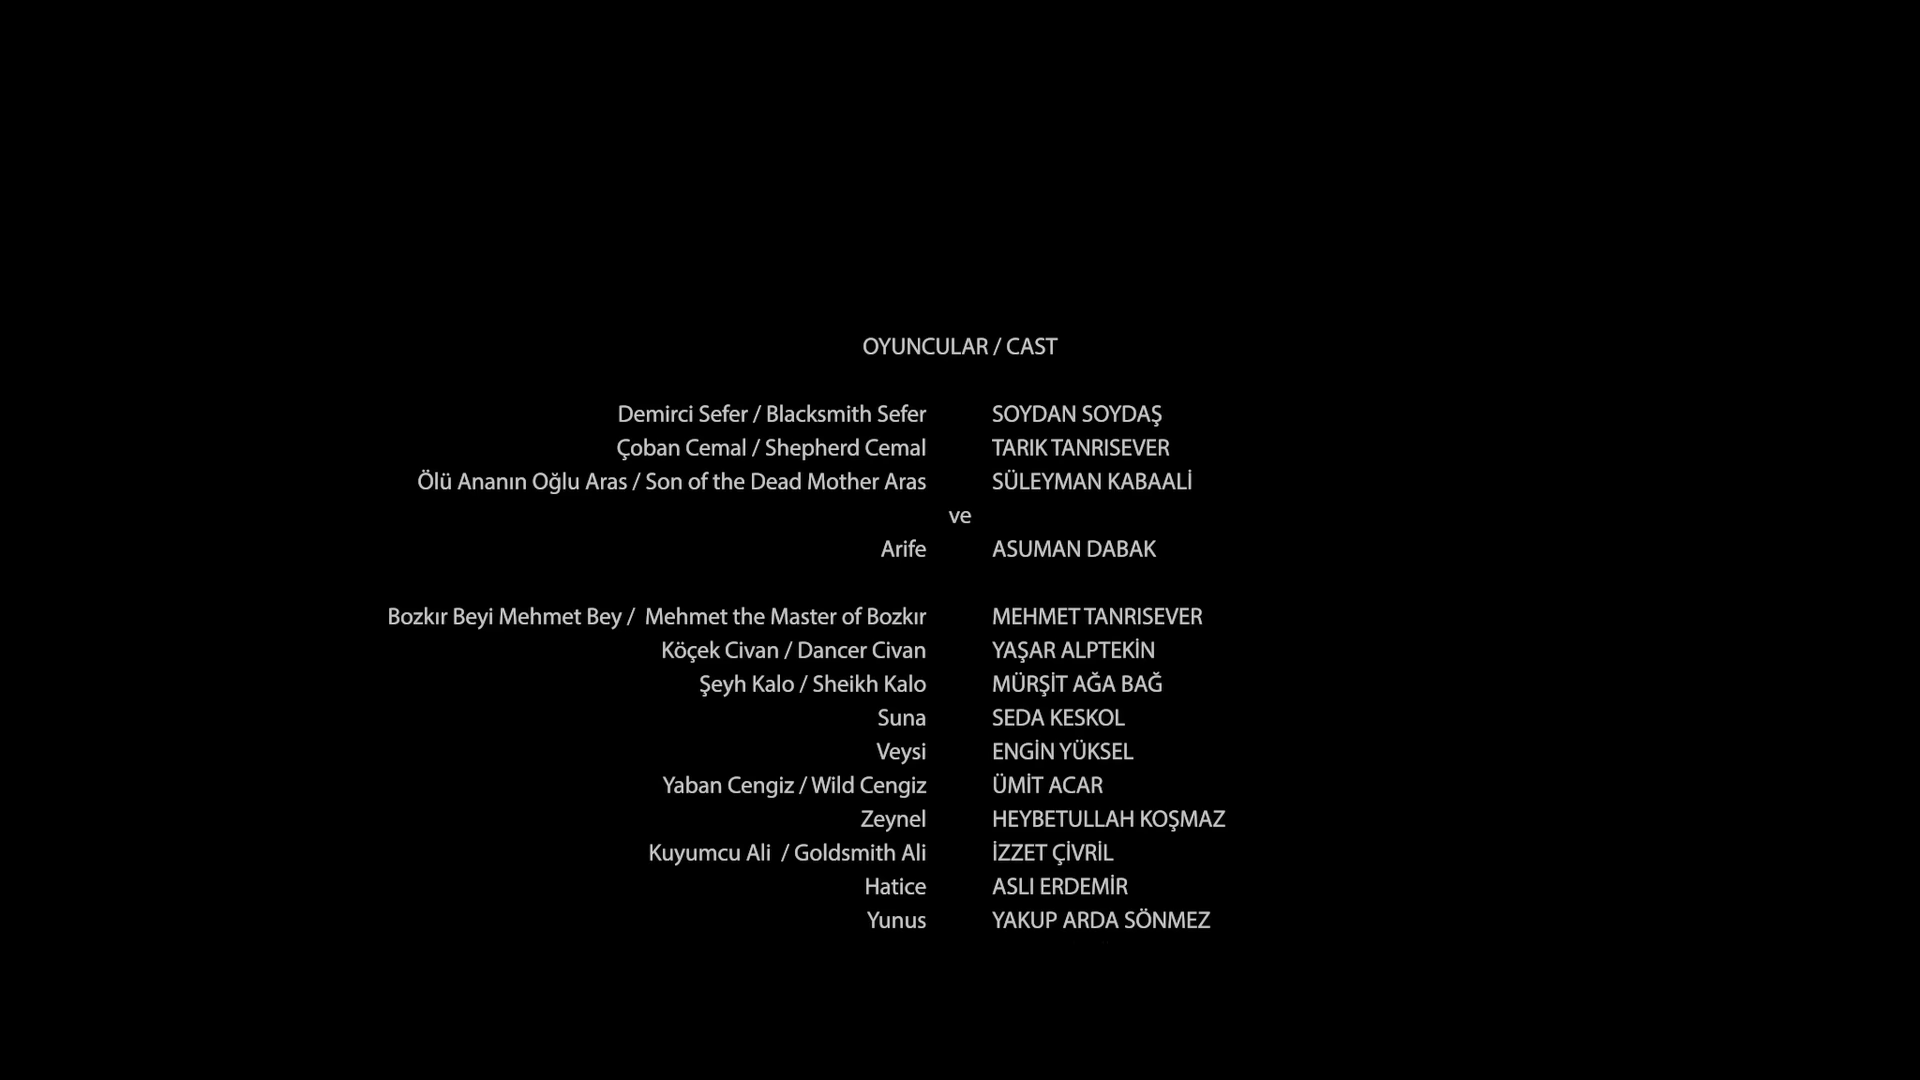 OYUNCULAR / CAST
Demirci Sefer / Blacksmith Sefer SOYDAN SOYDAŞ
Çoban Cemal / Shepherd Cemal TARIK TANRISEVER
Ölü Ananın Oğlu Aras / Son of the Dead Mother Aras SÜLEYMAN KABAALİ
ve
Arife ASUMAN DABAK
Bozkır Beyi Mehmet Bey / Mehmet the Master of Bozkır MEHMET TANRISEVER
Köçek Civan / Dancer Civan YAŞAR ALPTEKİN
Şeyh Kalo / Sheikh Kalo MÜRŞİT AĞA BAĞ
Suna SEDA KESKOL
Veysi ENGİN YÜKSEL
Yaban Cengiz / Wild Cengiz ÜMİT ACAR
Zeynel HEYBETULLAH KOŞMAZ
Kuyumcu Ali / Goldsmith Ali İZZET ÇİVRİL
Hatice ASLI ERDEMİR
Yunus YAKUP ARDA SÖNMEZ